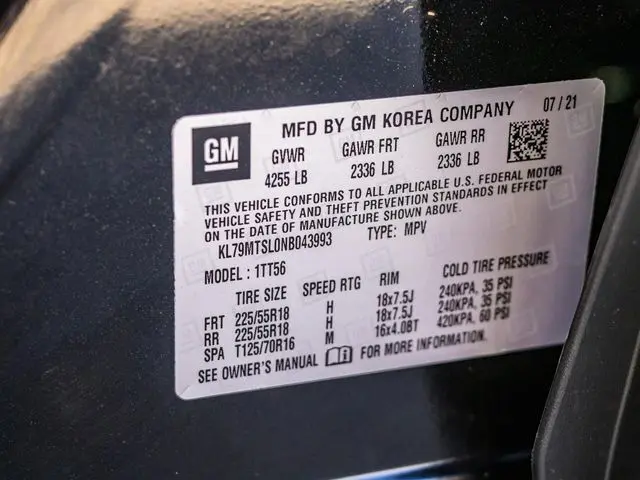 GM
MFD BY GM KOREA COMPANY 07 / 21
GVWR GAWR FRT GAWR RR
4255 LB 2336 LB 2336 LB
THIS VEHICLE CONFORMS TO ALL APPLICABLE U.S. FEDERAL MOTOR
VEHICLE SAFETY AND THEFT PREVENTION STANDARDS IN EFFECT
ON THE DATE OF MANUFACTURE SHOWN ABOVE.
KL79MTSL0NB043993 TYPE: MPV
MODEL : 1TT56
TIRE SIZE SPEED RTG RIM COLD TIRE PRESSURE
FRT 225/55R18 H 18x7.5J 240KPA, 35 PSI
RR 225/55R18 H 18x7.5J 240KPA, 35 PSI
SPA T125/70R16 M 16x4.0BT 420KPA, 60 PSI
SEE OWNER'S MANUAL FOR MORE INFORMATION.